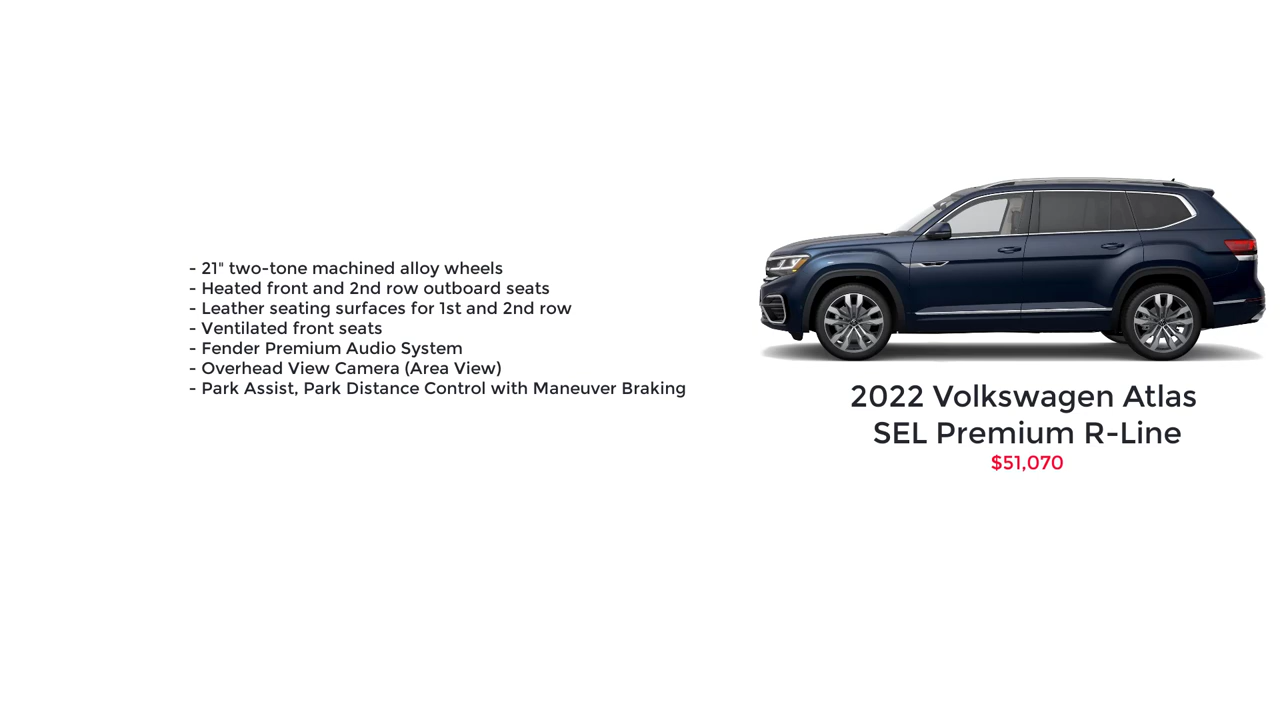 - 21" two-tone machined alloy wheels
- Heated front and 2nd row outboard seats
- Leather seating surfaces for 1st and 2nd row
- Ventilated front seats
- Fender Premium Audio System
- Overhead View Camera (Area View)
- Park Assist, Park Distance Control with Maneuver Braking
2022 Volkswagen Atlas
SEL Premium R-Line
$51,070